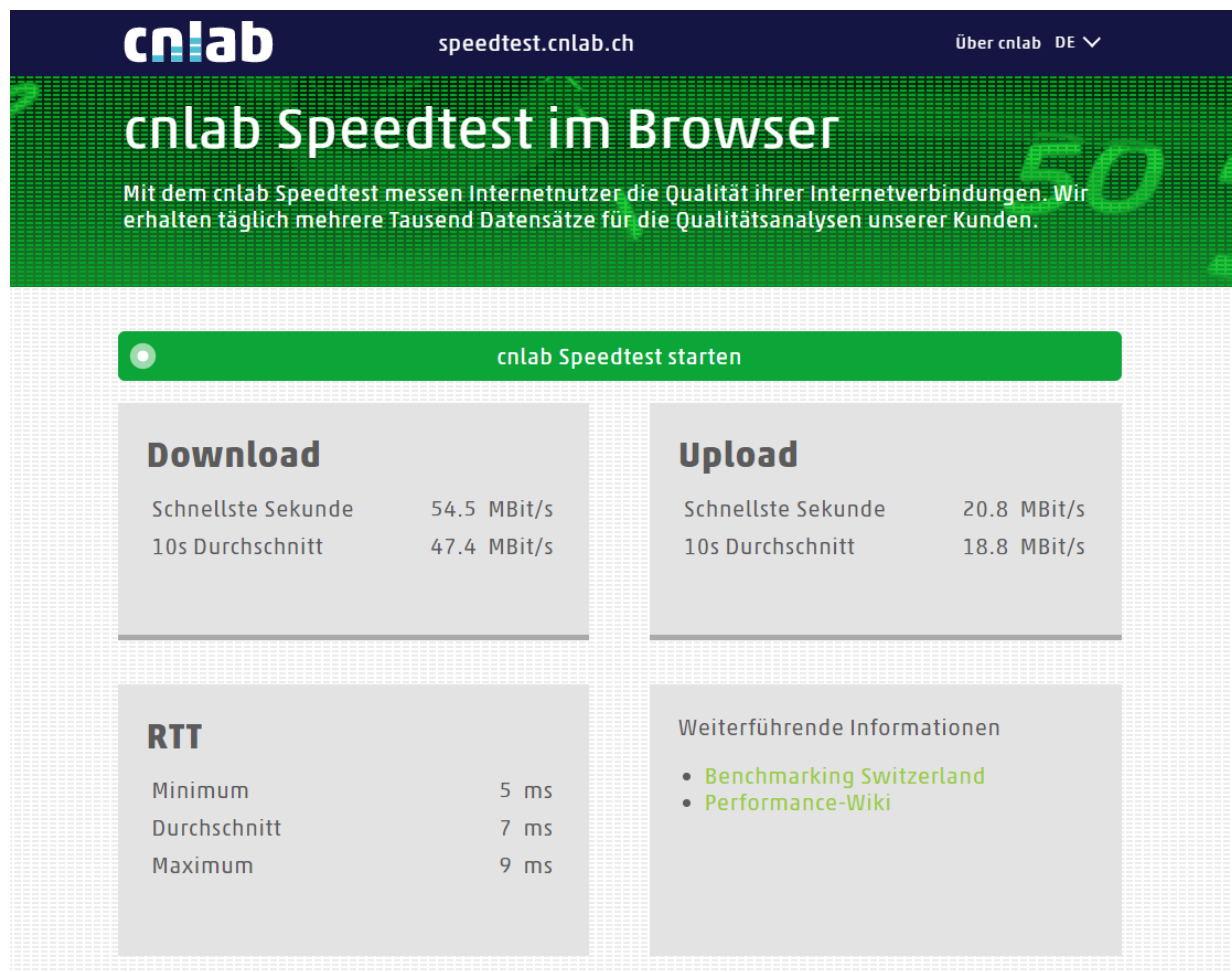 cnlab
speedtest.cnlab.ch
Über cnlab DE
cnlab Speedtest im Browser
50
Mit dem cnlab Speedtest messen Internetnutzer die Qualität ihrer Internetverbindungen. Wir
erhalten täglich mehrere Tausend Datensätze für die Qualitätsanalysen unserer Kunden.
cnlab Speedtest starten
Download
Schnellste Sekunde 54.5 MBit/s
10s Durchschnitt 47.4 MBit/s
Upload
Schnellste Sekunde 20.8 MBit/s
10s Durchschnitt 18.8 MBit/s
RTT
Minimum 5 ms
Durchschnitt 7 ms
Maximum 9 ms
Weiterführende Informationen
• Benchmarking Switzerland
• Performance-Wiki